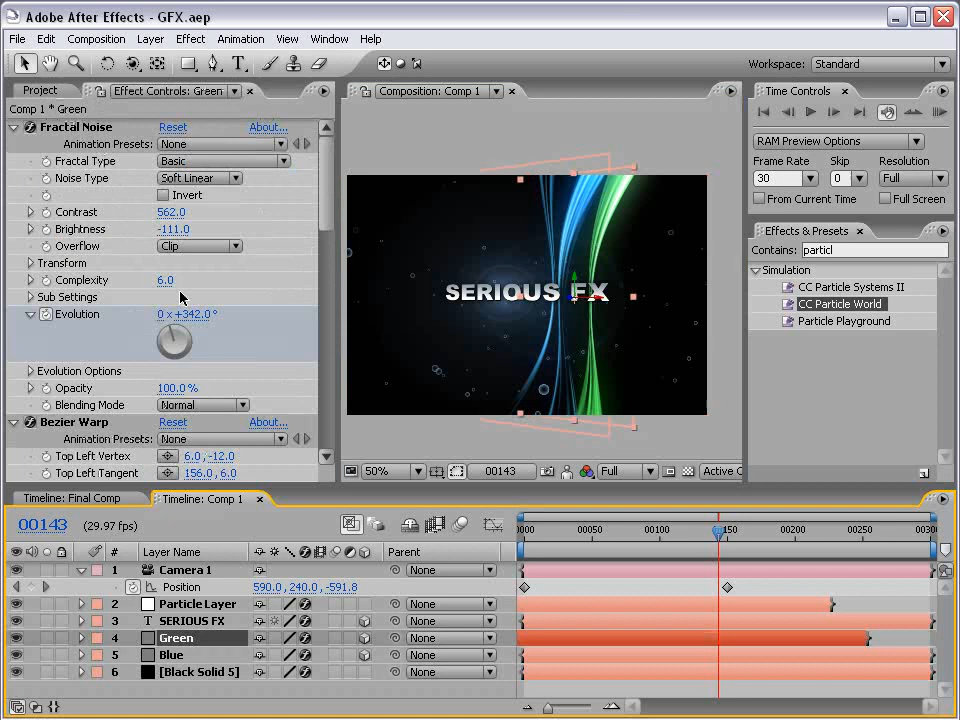 Adobe After Effects - GFX.aep
File Edit Composition Layer Effect Animation View Window Help
Workspace: Standard
Project Effect Controls: Green
Comp 1 * Green
Fractal Noise Reset About...
Animation Presets: None
Fractal Type Basic
Noise Type Soft Linear
Invert
Contrast 562.0
Brightness -111.0
Overflow Clip
Transform
Complexity 6.0
Sub Settings
Evolution 0 x +342.0°
Evolution Options
Opacity 100.0 %
Blending Mode Normal
Bezier Warp Reset About...
Animation Presets: None
Top Left Vertex 6.0, -12.0
Top Left Tangent 156.0, 6.0
Composition: Comp 1
SERIOUS FX
50% 00143 Full Active C
Time Controls
RAM Preview Options
Frame Rate Skip Resolution
30 0 Full
From Current Time Full Screen
Effects & Presets
Contains: particl
Simulation
CC Particle Systems II
CC Particle World
Particle Playground
Timeline: Final Comp Timeline: Comp 1
00143 (29.97 fps)
0000 00050 00100 00150 00200 00250 00300
# Layer Name Parent
1 Camera 1 None
Position 590.0, 240.0, -591.8
2 Particle Layer None
3 T SERIOUS FX None
4 Green None
5 Blue None
6 [Black Solid 5] None